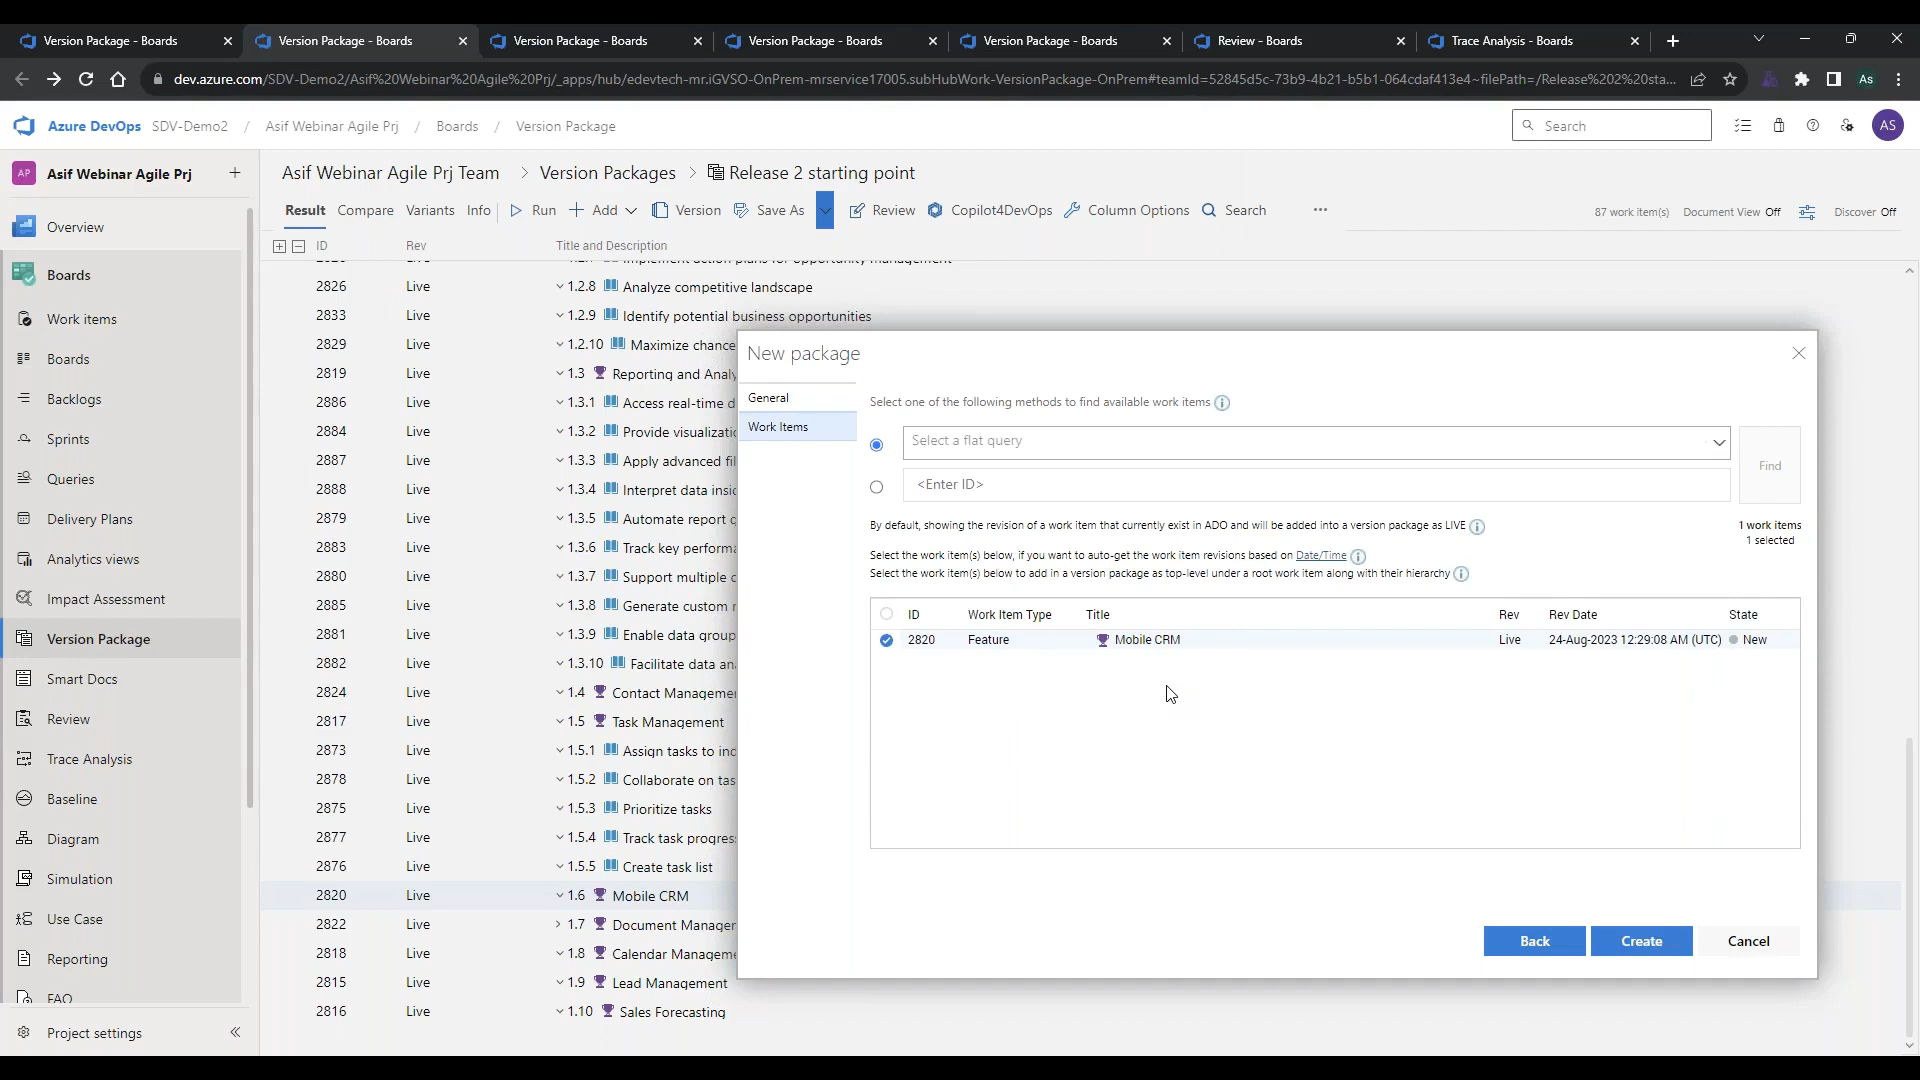 Version Package - Boards
Version Package - Boards
Version Package - Boards
Version Package - Boards
Version Package - Boards
Review - Boards
Trace Analysis - Boards
dev.azure.com/SDV-Demo2/Asif%20Webinar%20Agile%20Prj/_apps/hub/edevtech-mr.iGVSO-OnPrem-mrservice17005.subHubWork-VersionPackage-OnPrem#teamId=52845d5c-73b9-4b21-b5b1-064cdaf413e4~filePath=/Release%202%20sta...
As
Azure DevOps SDV-Demo2 / Asif Webinar Agile Prj / Boards / Version Package
Search
AS
AP Asif Webinar Agile Prj +
Overview
Boards
Work items
Boards
Backlogs
Sprints
Queries
Delivery Plans
Analytics views
Impact Assessment
Version Package
Smart Docs
Review
Trace Analysis
Baseline
Diagram
Simulation
Use Case
Reporting
FAQ
Project settings
Asif Webinar Agile Prj Team > Version Packages > Release 2 starting point
Result Compare Variants Info Run Add Version Save As Review Copilot4DevOps Column Options Search ...
87 work item(s) Document View Off Discover Off
ID Rev Title and Description
2826 Live 1.2.8 Analyze competitive landscape
2833 Live 1.2.9 Identify potential business opportunities
2829 Live 1.2.10 Maximize chance
2819 Live 1.3 Reporting and Analy
2886 Live 1.3.1 Access real-time d
2884 Live 1.3.2 Provide visualizatio
2887 Live 1.3.3 Apply advanced fil
2888 Live 1.3.4 Interpret data insig
2879 Live 1.3.5 Automate report g
2883 Live 1.3.6 Track key performa
2880 Live 1.3.7 Support multiple d
2885 Live 1.3.8 Generate custom r
2881 Live 1.3.9 Enable data group
2882 Live 1.3.10 Facilitate data an
2824 Live 1.4 Contact Managemen
2817 Live 1.5 Task Management
2873 Live 1.5.1 Assign tasks to ind
2878 Live 1.5.2 Collaborate on tas
2875 Live 1.5.3 Prioritize tasks
2877 Live 1.5.4 Track task progress
2876 Live 1.5.5 Create task list
2820 Live 1.6 Mobile CRM
2822 Live 1.7 Document Manager
2818 Live 1.8 Calendar Manageme
2815 Live 1.9 Lead Management
2816 Live 1.10 Sales Forecasting
New package
General
Work Items
Select one of the following methods to find available work items
Select a flat query
<Enter ID>
Find
By default, showing the revision of a work item that currently exist in ADO and will be added into a version package as LIVE
1 work items
1 selected
Select the work item(s) below, if you want to auto-get the work item revisions based on Date/Time
Select the work item(s) below to add in a version package as top-level under a root work item along with their hierarchy
ID Work Item Type Title Rev Rev Date State
2820 Feature Mobile CRM Live 24-Aug-2023 12:29:08 AM (UTC) New
Back Create Cancel